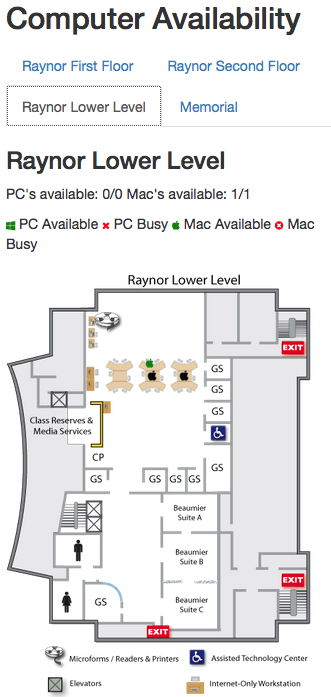 Computer Availability
Raynor First Floor
Raynor Second Floor
Raynor Lower Level
Memorial
Raynor Lower Level
PC's available: 0/0 Mac's available: 1/1
PC Available PC Busy Mac Available Mac
Busy
Raynor Lower Level
EXIT
GS
GS
GS
Class Reserves &
Media Services
CP
GS
GS
GS
GS
GS
Beaumier
Suite A
Beaumier
Suite B
EXIT
GS
Beaumier
Suite C
EXIT
Microforms / Readers & Printers
Assisted Technology Center
Elevators
Internet-Only Workstation